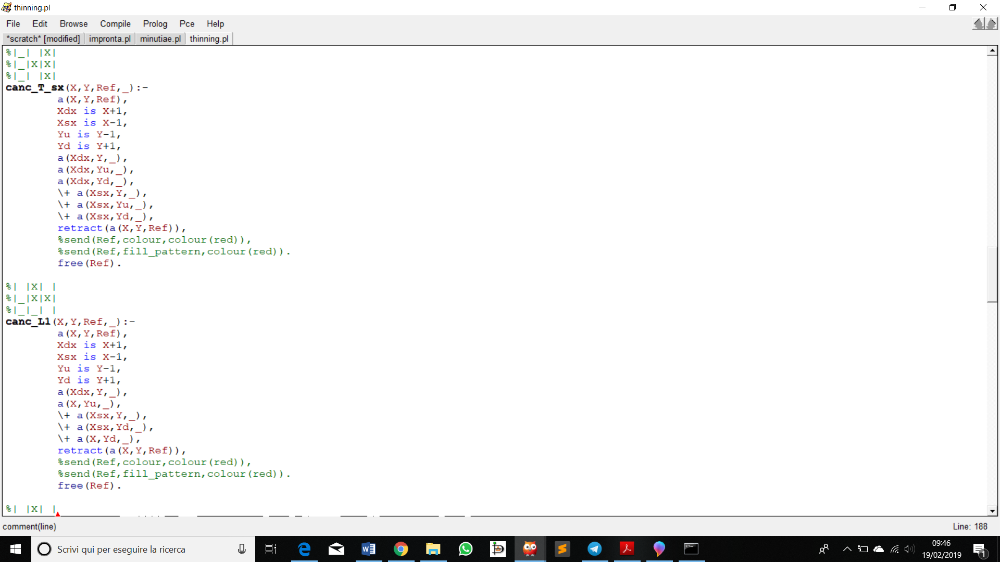 thinning.pl
File Edit Browse Compile Prolog Pce Help
*scratch* [modified] impronta.pl minutiae.pl thinning.pl
%|_| |X|
%|_|X|X|
%|_| |X|
canc_T_sx(X,Y,Ref,_):-
a(X,Y,Ref),
Xdx is X+1,
Xsx is X-1,
Yu is Y-1,
Yd is Y+1,
a(Xdx,Y,_),
a(Xdx,Yu,_),
a(Xdx,Yd,_),
\+ a(Xsx,Y,_),
\+ a(Xsx,Yu,_),
\+ a(Xsx,Yd,_),
retract(a(X,Y,Ref)),
%send(Ref,colour,colour(red)),
%send(Ref,fill_pattern,colour(red)).
free(Ref).
%| |X| |
%|_|X|X|
%|_|_| |
canc_L1(X,Y,Ref,_):-
a(X,Y,Ref),
Xdx is X+1,
Xsx is X-1,
Yu is Y-1,
Yd is Y+1,
a(Xdx,Y,_),
a(X,Yu,_),
\+ a(Xsx,Y,_),
\+ a(Xsx,Yd,_),
\+ a(X,Yd,_),
retract(a(X,Y,Ref)),
%send(Ref,colour,colour(red)),
%send(Ref,fill_pattern,colour(red)).
free(Ref).
%| |X| |
comment(line) Line: 188
Scrivi qui per eseguire la ricerca
09:46
19/02/2019
1